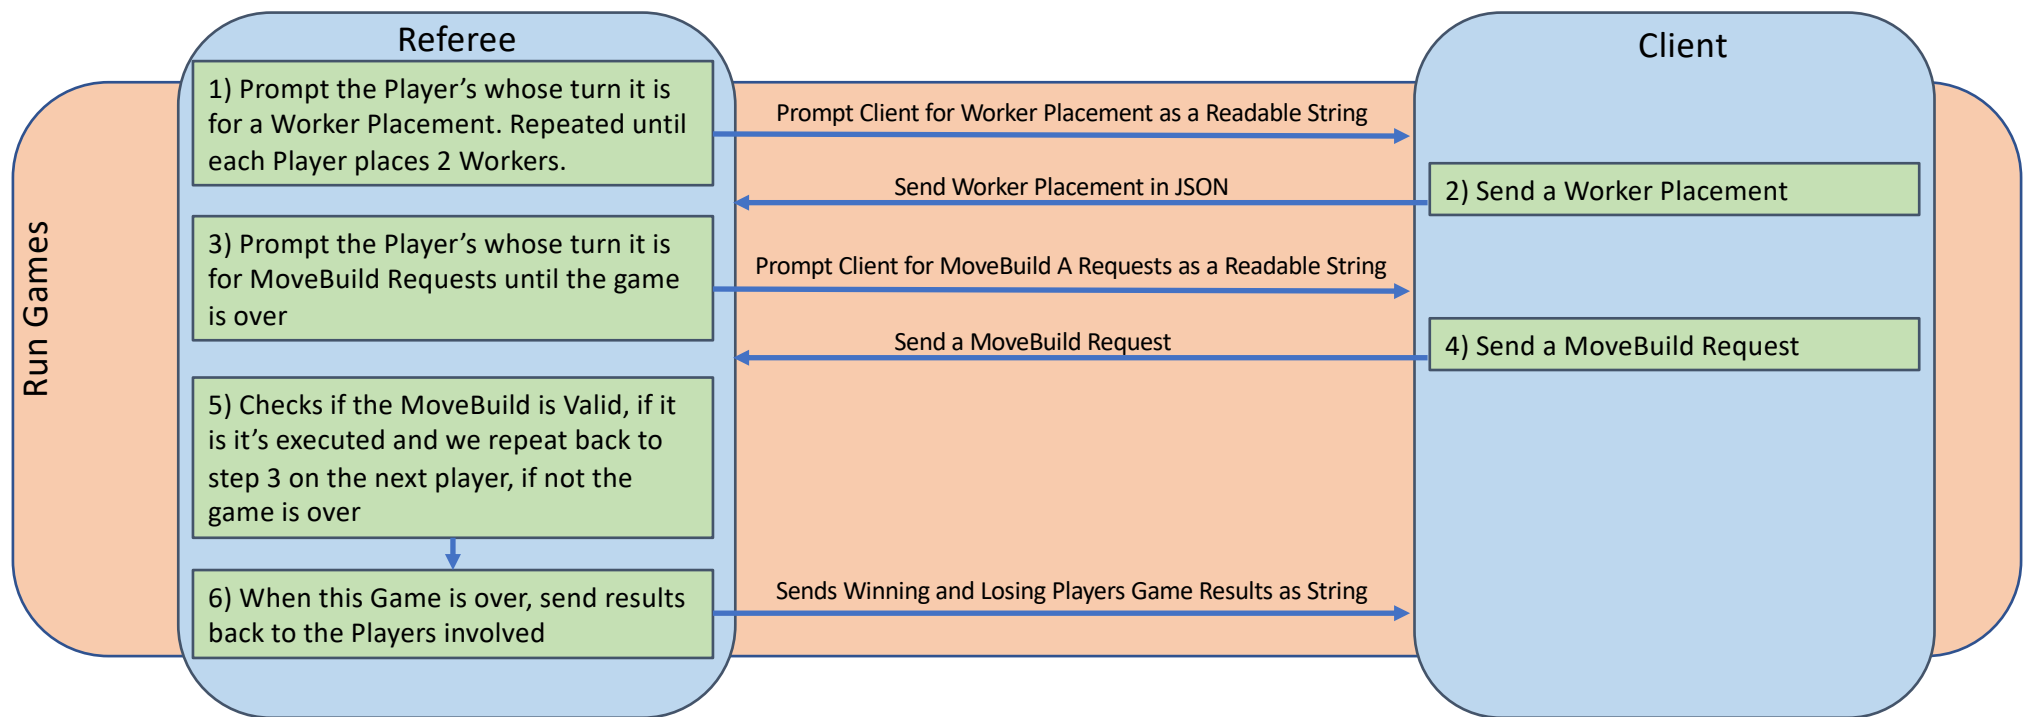 Referee
Client
Run Games
1) Prompt the Player’s whose turn it is
for a Worker Placement. Repeated until
each Player places 2 Workers.
Prompt Client for Worker Placement as a Readable String
Send Worker Placement in JSON
2) Send a Worker Placement
3) Prompt the Player’s whose turn it is
for MoveBuild Requests until the game
is over
Prompt Client for MoveBuild A Requests as a Readable String
Send a MoveBuild Request
4) Send a MoveBuild Request
5) Checks if the MoveBuild is Valid, if it
is it’s executed and we repeat back to
step 3 on the next player, if not the
game is over
6) When this Game is over, send results
back to the Players involved
Sends Winning and Losing Players Game Results as String